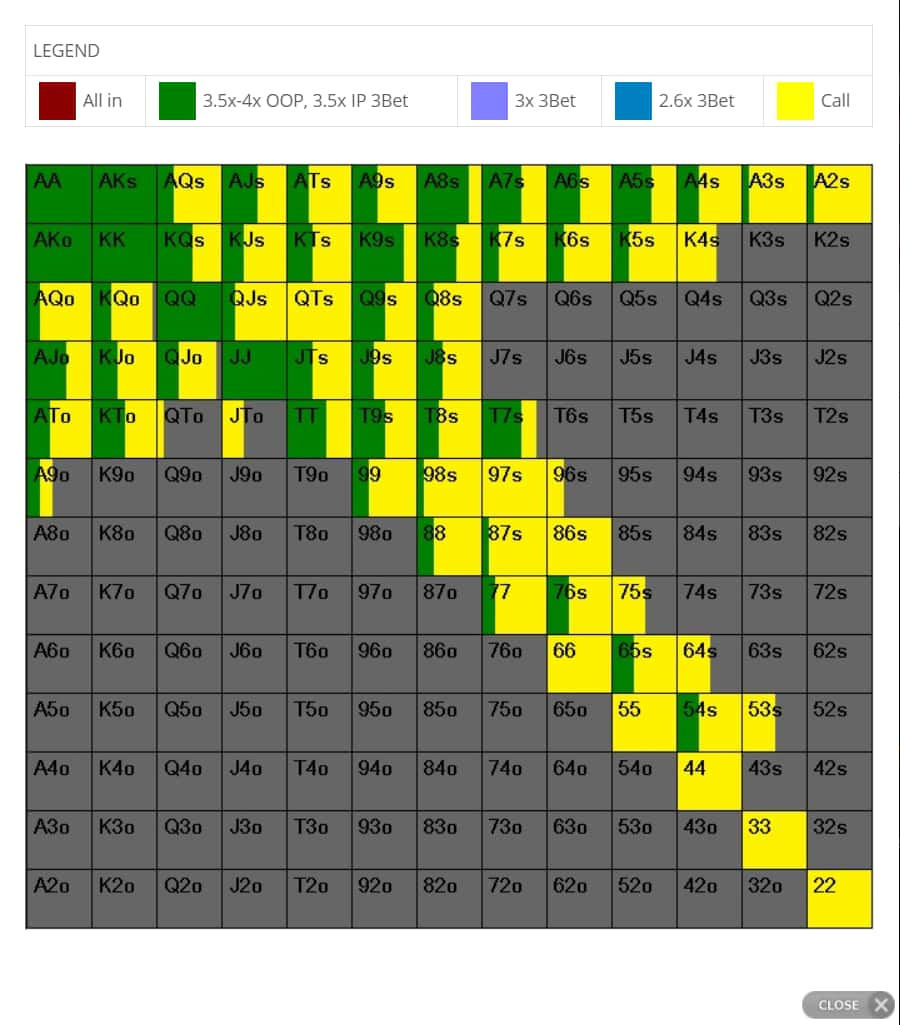 LEGEND
All in 3.5x-4x OOP, 3.5x IP 3Bet 3x 3Bet 2.6x 3Bet Call
AA AKs AQs AJs ATs A9s A8s A7s A6s A5s A4s A3s A2s
AKo KK KQs KJs KTs K9s K8s K7s K6s K5s K4s K3s K2s
AQo KQo QQ QJs QTs Q9s Q8s Q7s Q6s Q5s Q4s Q3s Q2s
AJo KJo QJo JJ JTs J9s J8s J7s J6s J5s J4s J3s J2s
ATo KTo QTo JTo TT T9s T8s T7s T6s T5s T4s T3s T2s
A9o K9o Q9o J9o T9o 99 98s 97s 96s 95s 94s 93s 92s
A8o K8o Q8o J8o T8o 98o 88 87s 86s 85s 84s 83s 82s
A7o K7o Q7o J7o T7o 97o 87o 77 76s 75s 74s 73s 72s
A6o K6o Q6o J6o T6o 96o 86o 76o 66 65s 64s 63s 62s
A5o K5o Q5o J5o T5o 95o 85o 75o 65o 55 54s 53s 52s
A4o K4o Q4o J4o T4o 94o 84o 74o 64o 54o 44 43s 42s
A3o K3o Q3o J3o T3o 93o 83o 73o 63o 53o 43o 33 32s
A2o K2o Q2o J2o T2o 92o 82o 72o 62o 52o 42o 32o 22
CLOSE